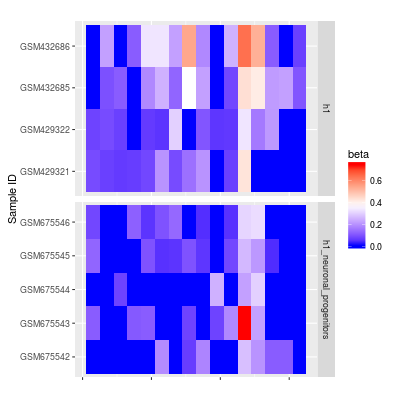 GSM432686
GSM432685
GSM429322
GSM429321
h1
GSM675546
GSM675545
GSM675544
GSM675543
GSM675542
h1_neuronal_progenitors
Sample ID
beta
0.6
0.4
0.2
0.0